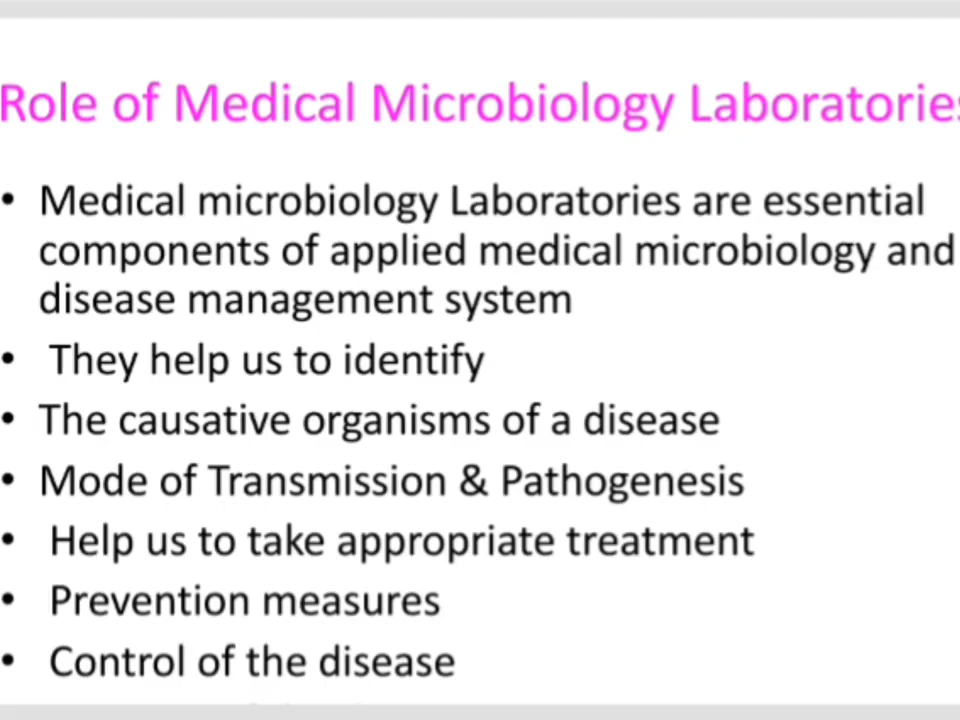 Role of Medical Microbiology Laboratories
• Medical microbiology Laboratories are essential
components of applied medical microbiology and
disease management system
• They help us to identify
• The causative organisms of a disease
• Mode of Transmission & Pathogenesis
• Help us to take appropriate treatment
• Prevention measures
• Control of the disease